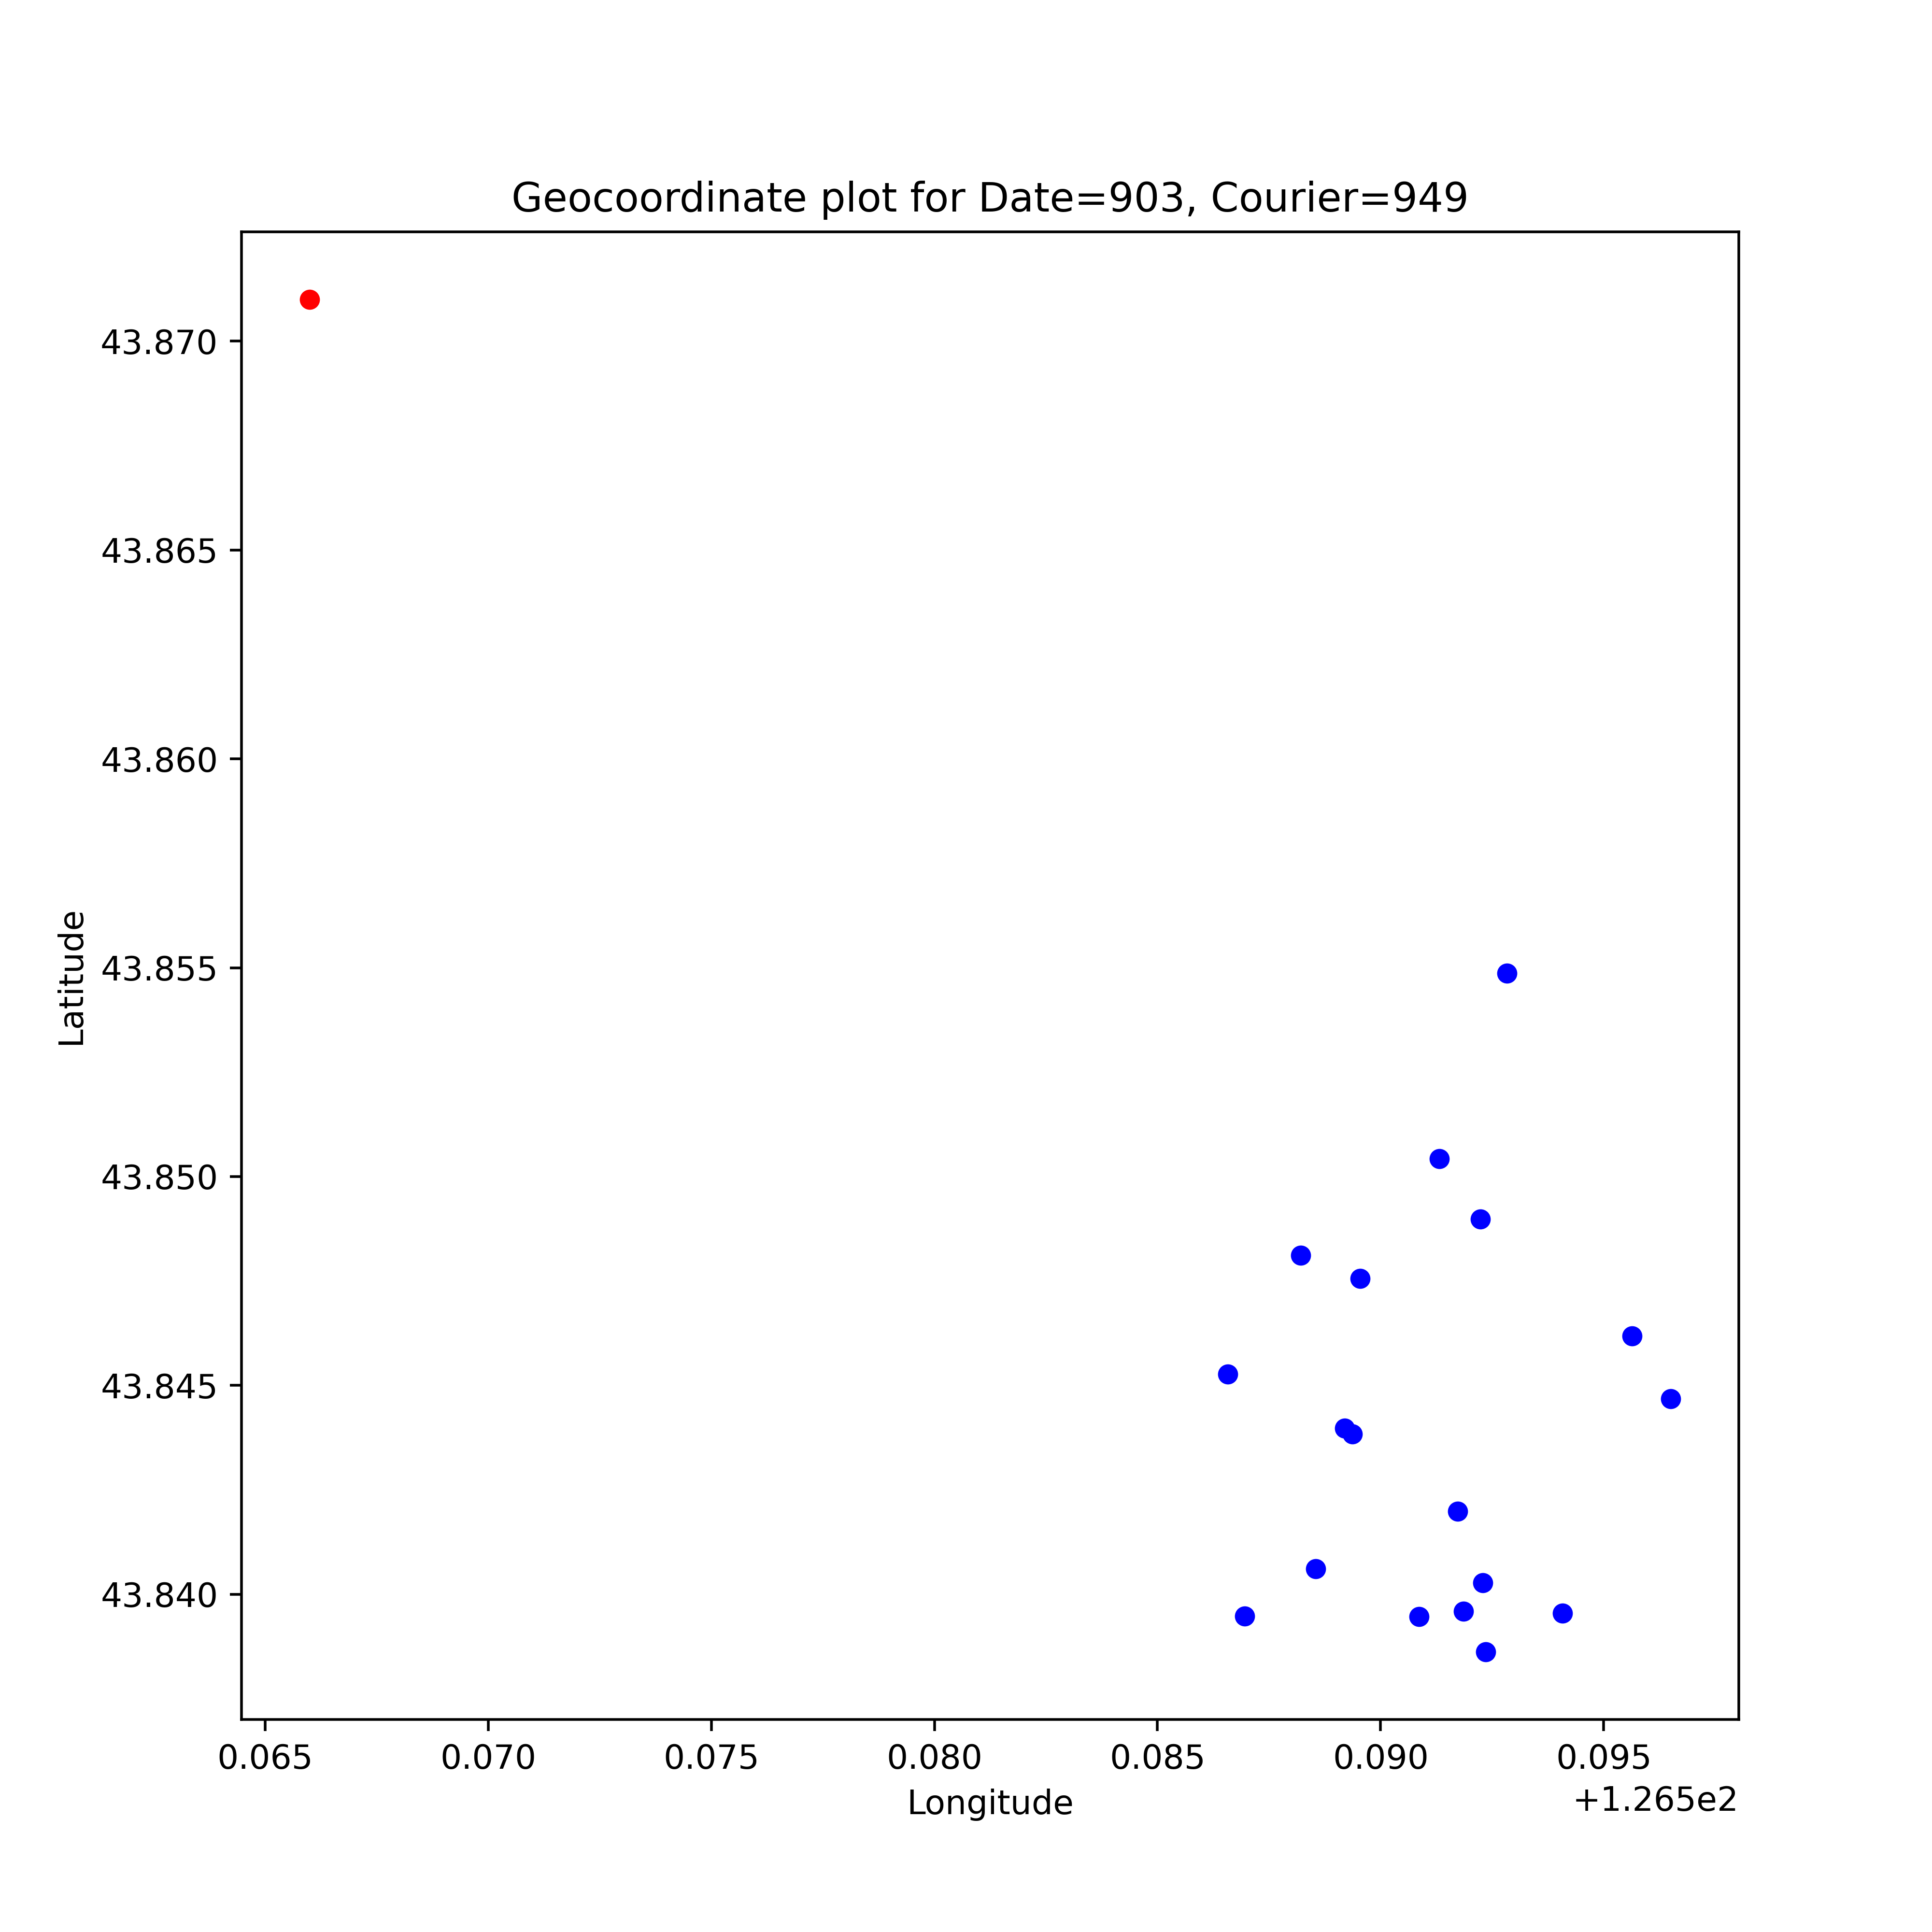 Geocoordinate plot for Date=903, Courier=949
43.870
43.865
43.860
43.855
43.850
43.845
43.840
Latitude
0.065 0.070 0.075 0.080 0.085 0.090 0.095
+1.265e2
Longitude